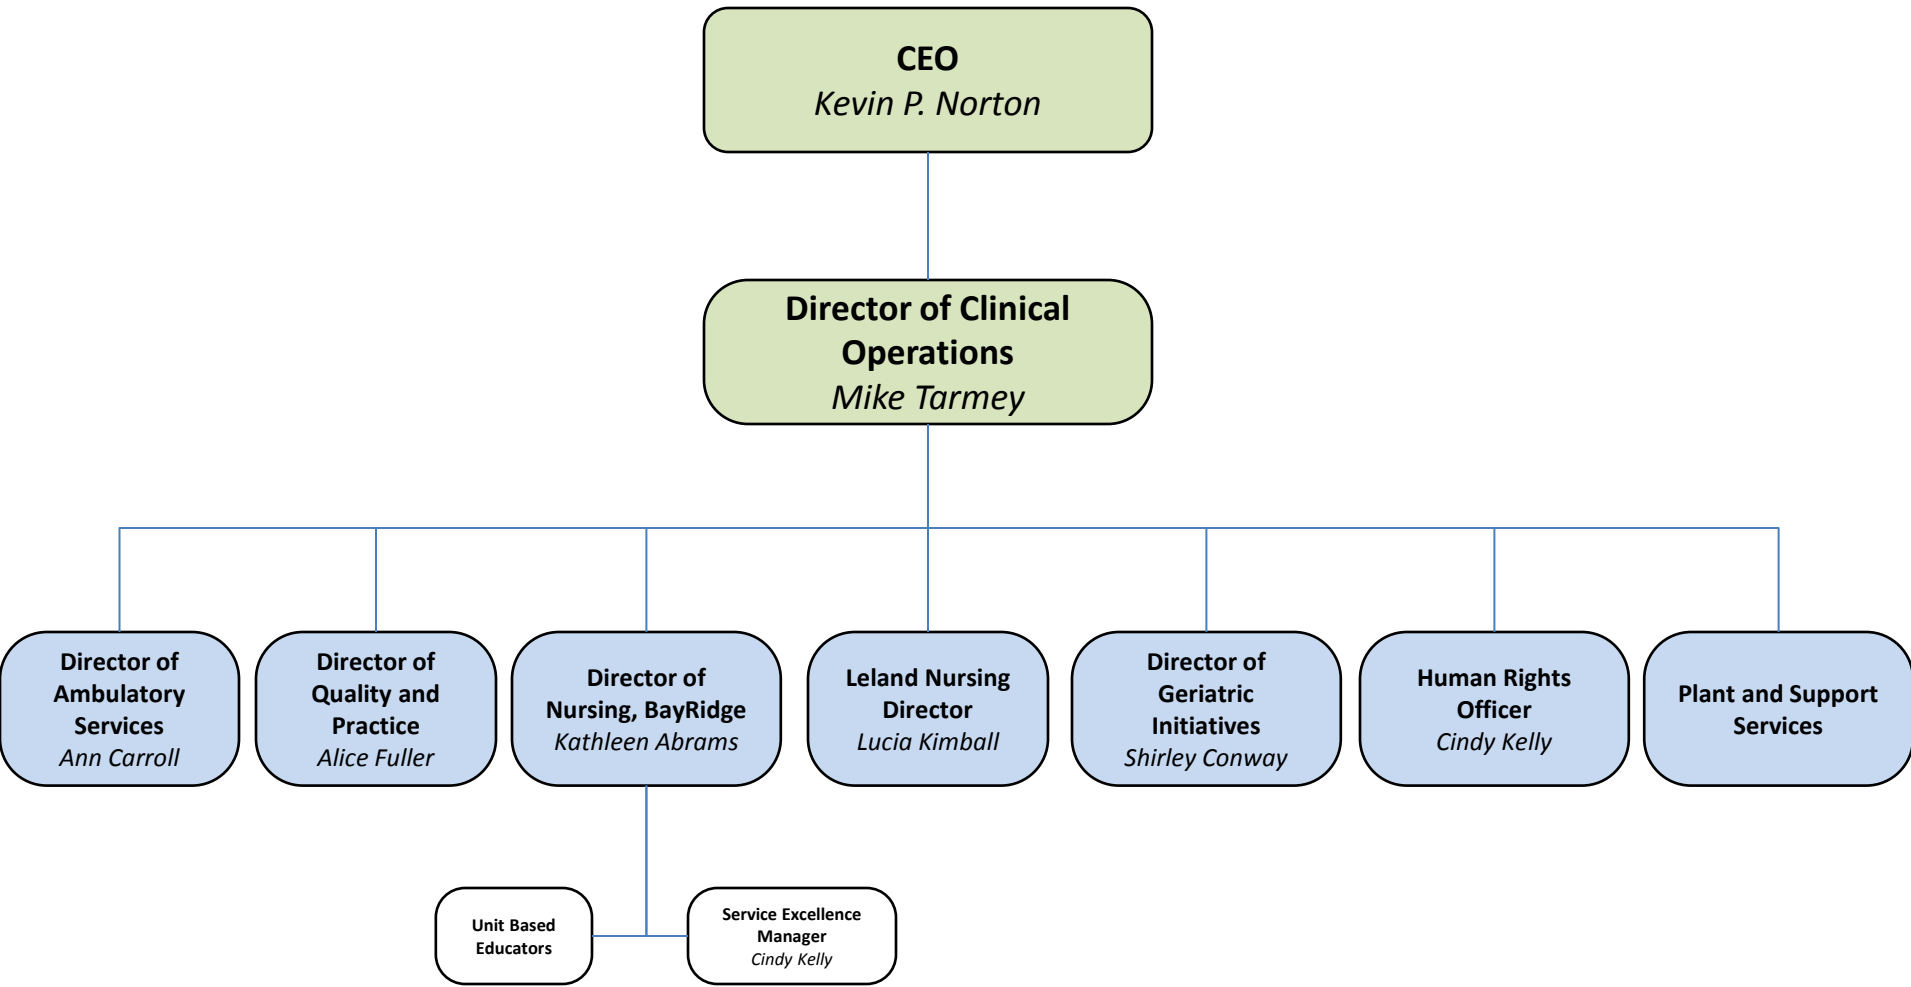 CEO
Kevin P. Norton
Director of Clinical
Operations
Mike Tarmey
Director of
Ambulatory
Services
Ann Carroll
Director of
Quality and
Practice
Alice Fuller
Director of
Nursing, BayRidge
Kathleen Abrams
Leland Nursing
Director
Lucia Kimball
Director of
Geriatric
Initiatives
Shirley Conway
Human Rights
Officer
Cindy Kelly
Plant and Support
Services
Unit Based
Educators
Service Excellence
Manager
Cindy Kelly